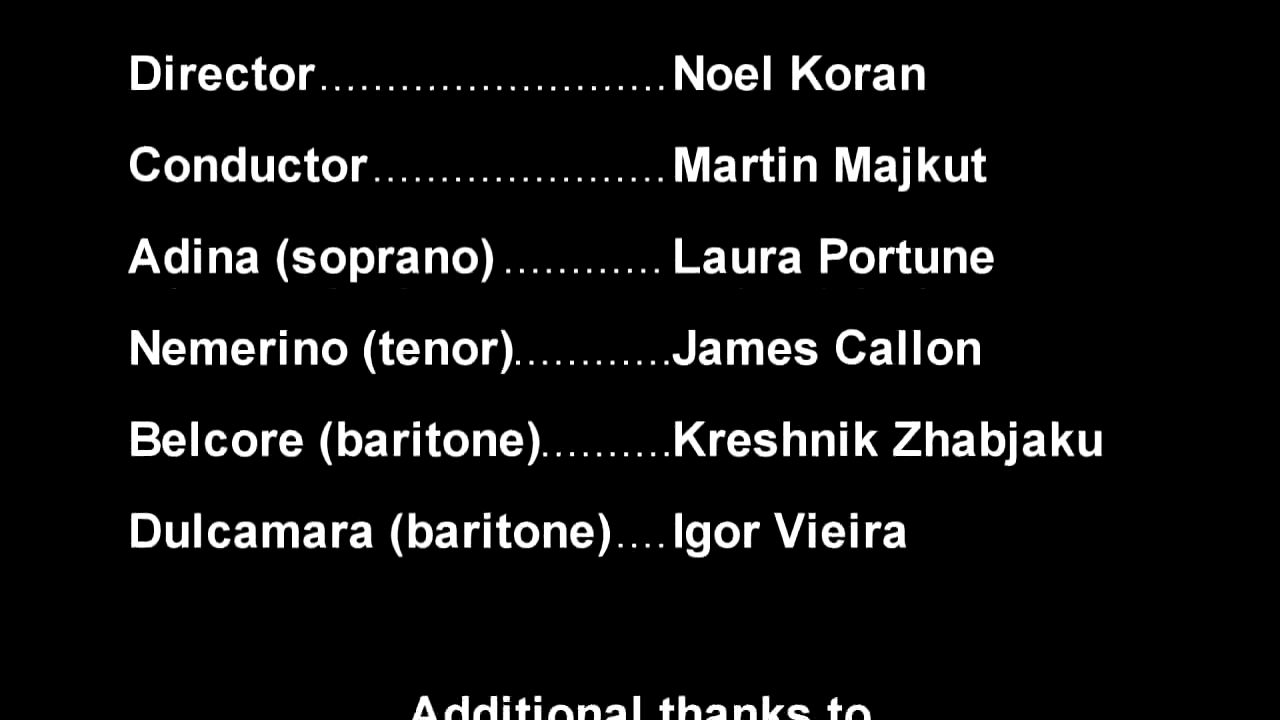 Director.......................... Noel Koran
Conductor...................... Martin Majkut
Adina (soprano) ............ Laura Portune
Nemerino (tenor)............James Callon
Belcore (baritone)..........Kreshnik Zhabjaku
Dulcamara (baritone).... Igor Vieira
Additional thanks to